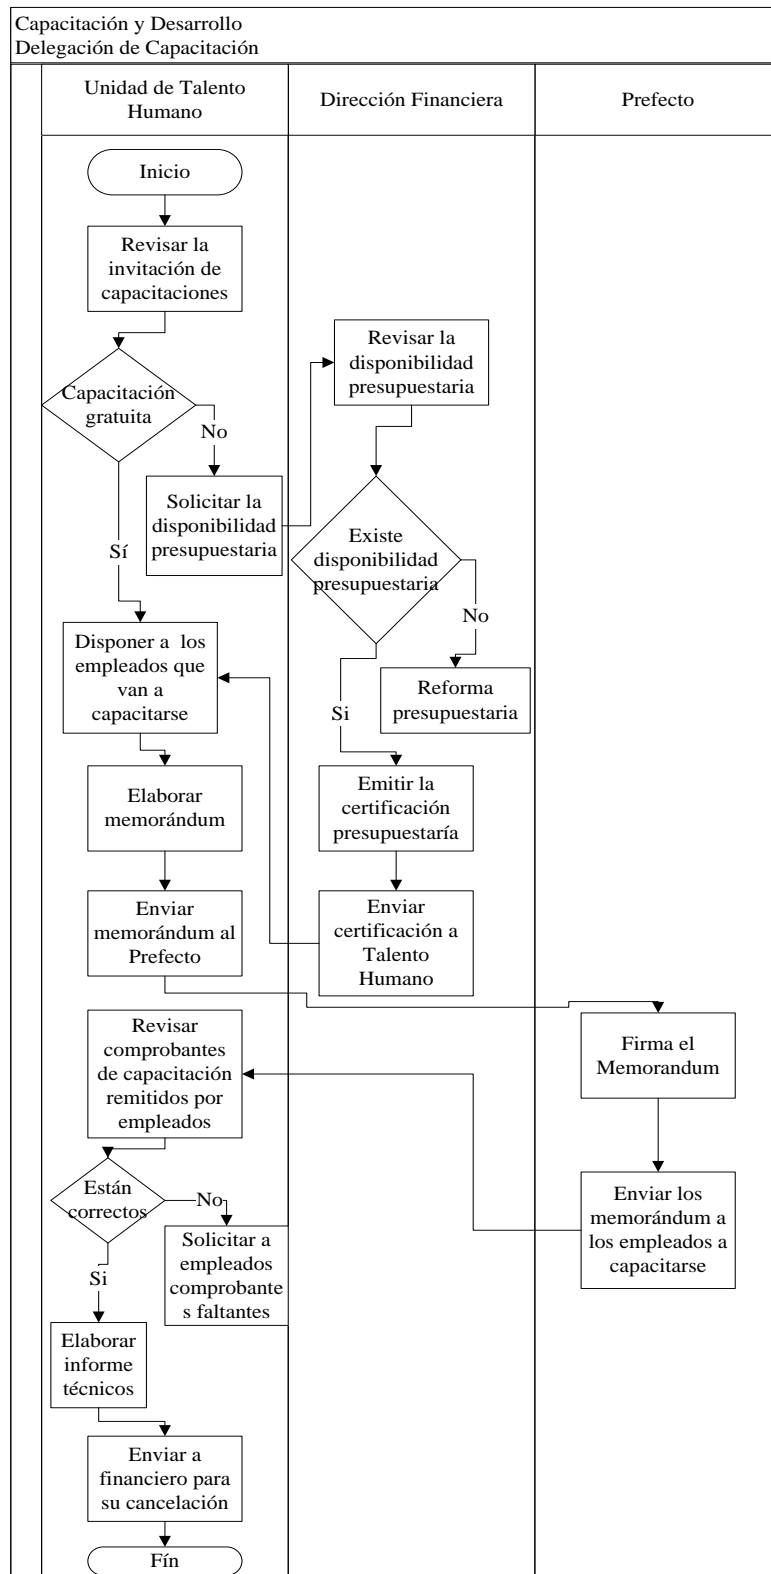 Capacitación y Desarrollo
Delegación de Capacitación
Unidad de Talento
Humano
Dirección Financiera
Prefecto
Inicio
Revisar la
invitación de
capacitaciones
Revisar la
disponibilidad
presupuestaria
Capacitación
gratuita
No
Solicitar la
disponibilidad
presupuestaria
Sí
Existe
disponibilidad
presupuestaria
No
Disponer a  los
empleados que
van a
capacitarse
Reforma
presupuestaria
Si
Elaborar
memorándum
Emitir la
certificación
presupuestaría
Enviar
memorándum al
Prefecto
Enviar
certificación a
Talento
Humano
Revisar
comprobantes
de capacitación
remitidos por
empleados
Firma el
Memorandum
Están
correctos
No
Enviar los
memorándum a
los empleados a
capacitarse
Solicitar a
empleados
comprobante
s faltantes
Si
Elaborar
informe
técnicos
Enviar a
financiero para
su cancelación
Fín